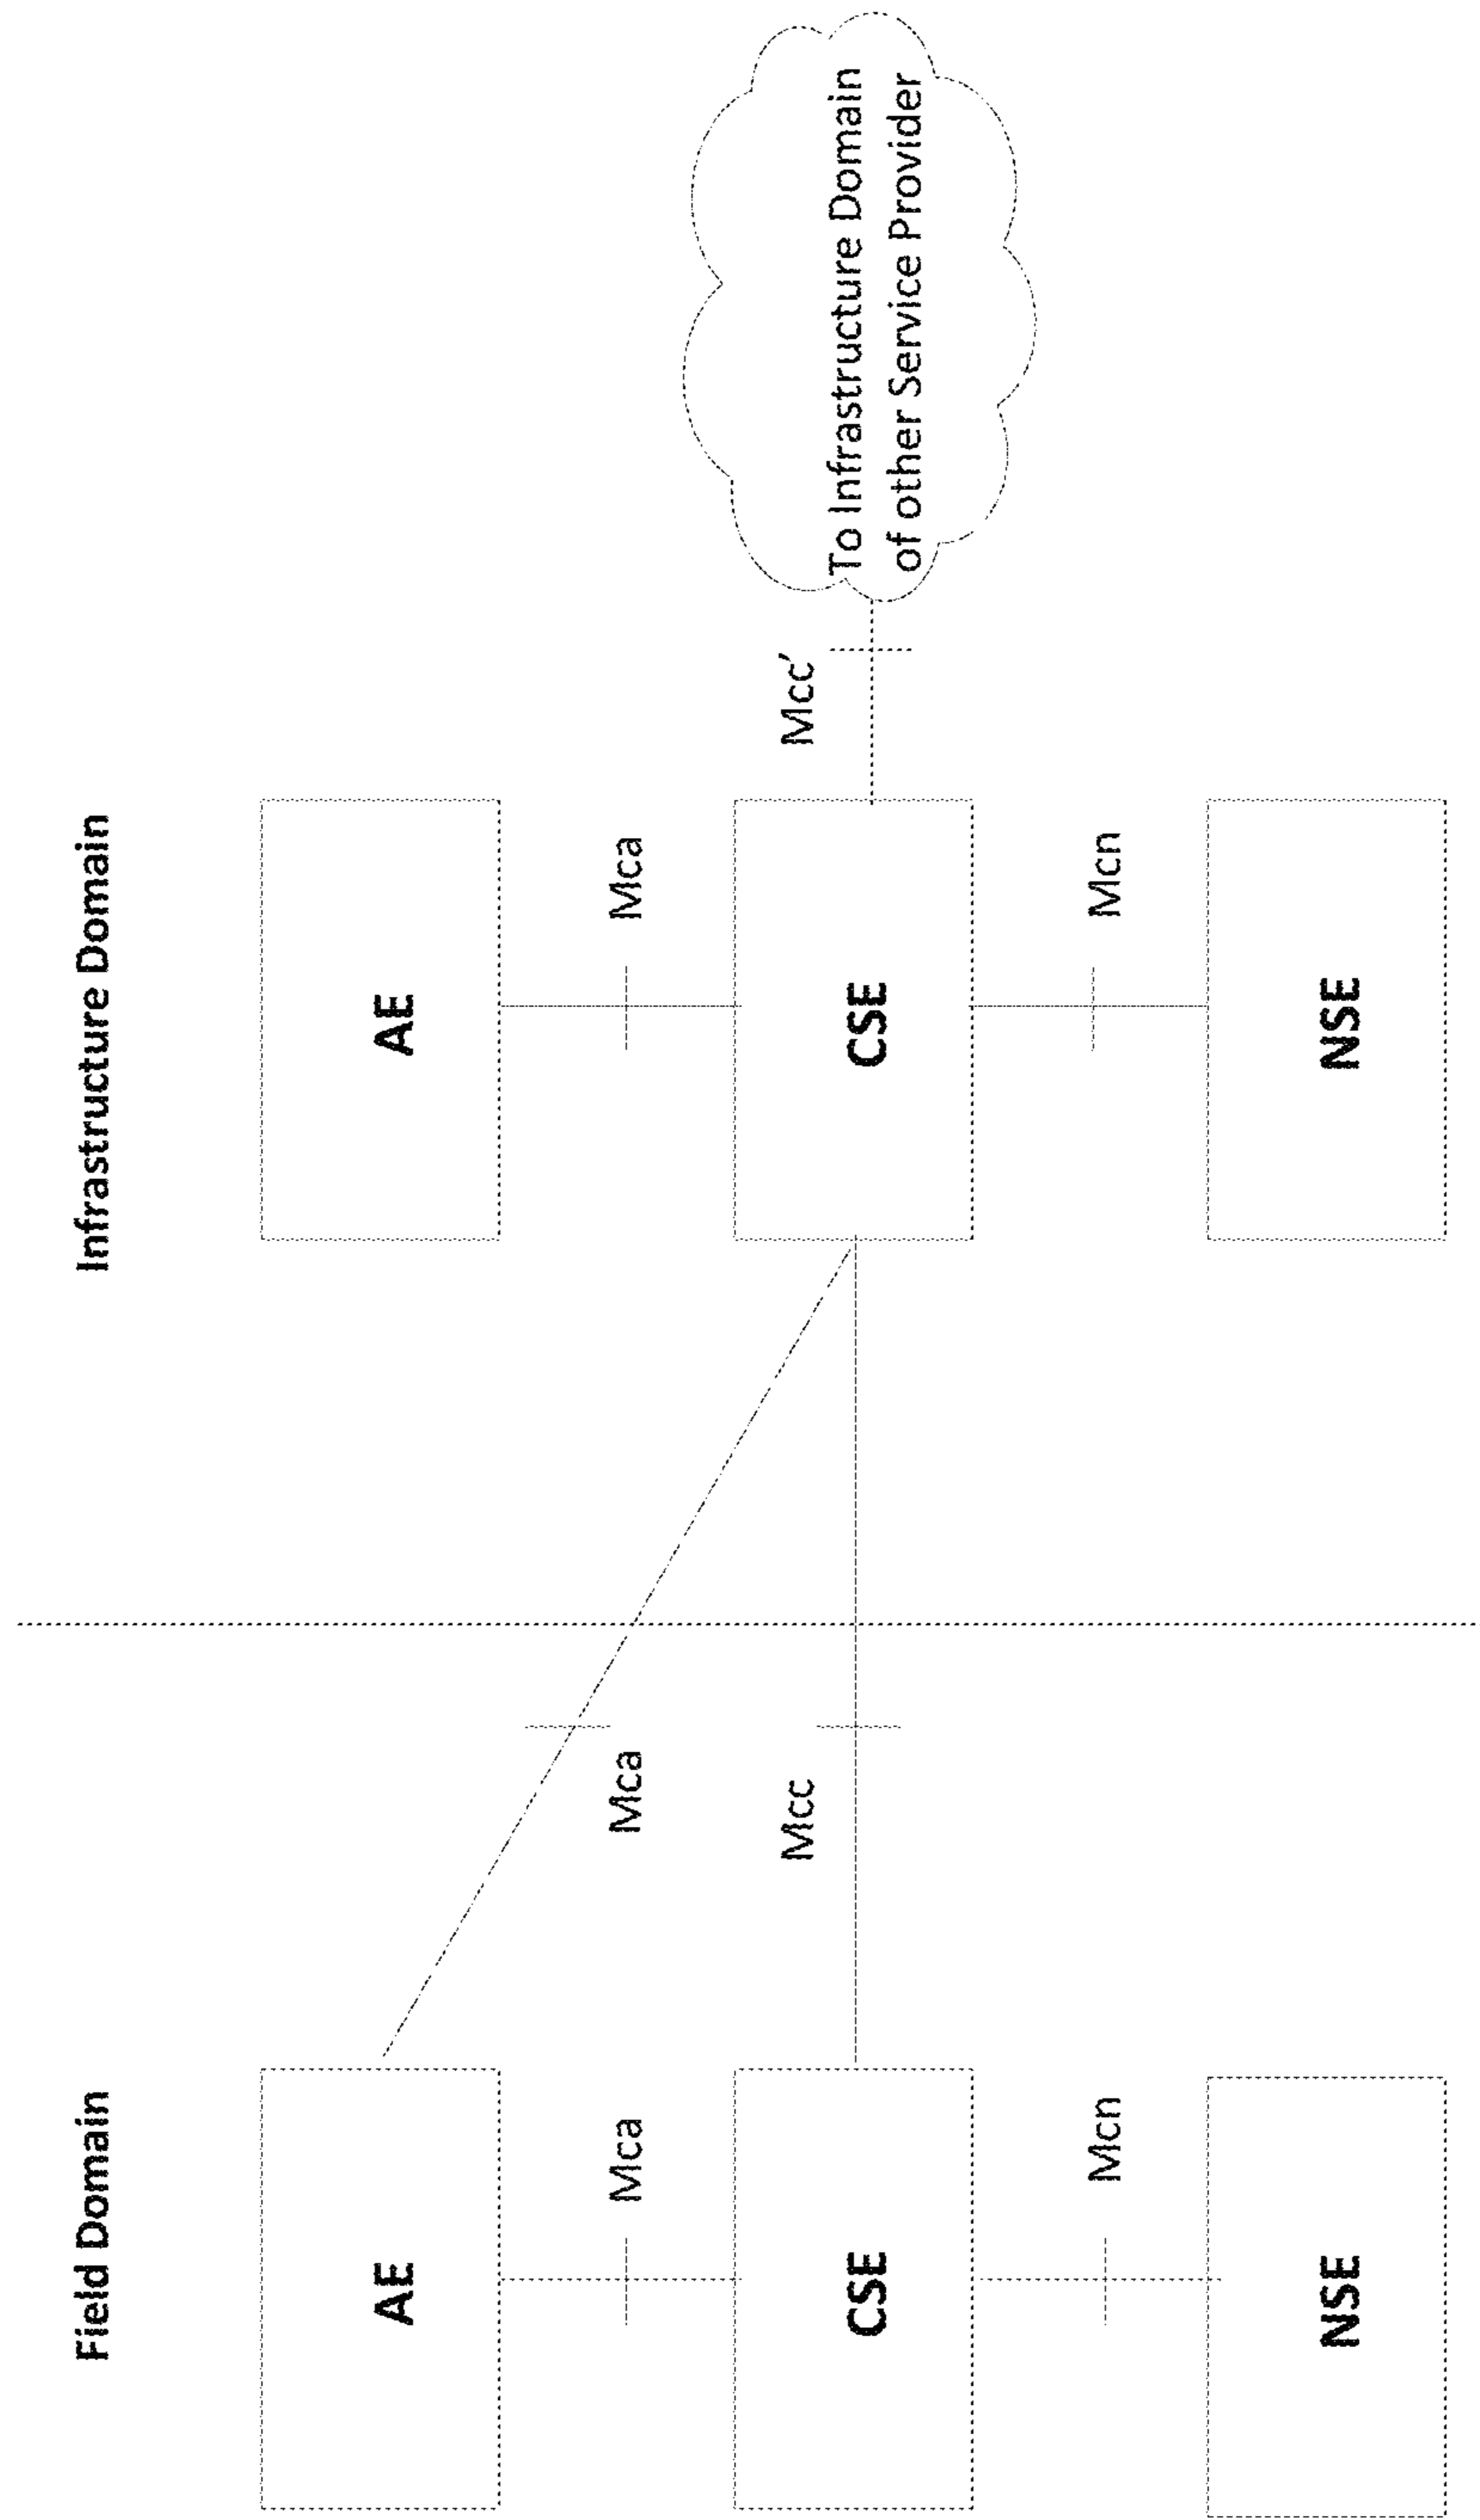 Field Domain
Infrastructure Domain
AE
AE
Mca
Mca
Mca
Mcc
Mcc’
CSE
CSE
To Infrastructure Domain
of other Service Provider
Mcn
Mcn
NSE
NSE